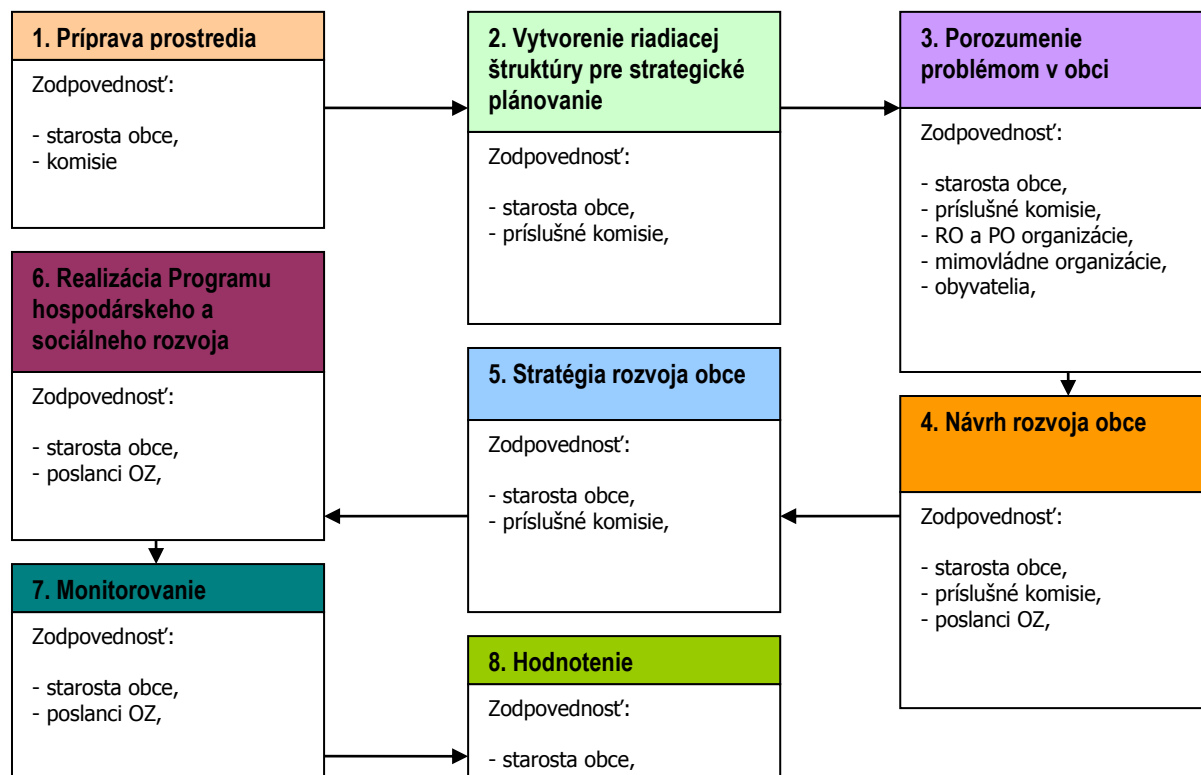 1. Príprava prostredia
Zodpovednosť:
- starosta obce,
- komisie
2. Vytvorenie riadiacej
štruktúry pre strategické
plánovanie
Zodpovednosť:
- starosta obce,
- príslušné komisie,
3. Porozumenie
problémom v obci
Zodpovednosť:
- starosta obce,
- príslušné komisie,
- RO a PO organizácie,
- mimovládne organizácie,
- obyvatelia,
4. Návrh rozvoja obce
Zodpovednosť:
- starosta obce,
- príslušné komisie,
- poslanci OZ,
5. Stratégia rozvoja obce
Zodpovednosť:
- starosta obce,
- príslušné komisie,
6. Realizácia Programu
hospodárskeho a
sociálneho rozvoja
Zodpovednosť:
- starosta obce,
- poslanci OZ,
7. Monitorovanie
Zodpovednosť:
- starosta obce,
- poslanci OZ,
8. Hodnotenie
Zodpovednosť:
- starosta obce,